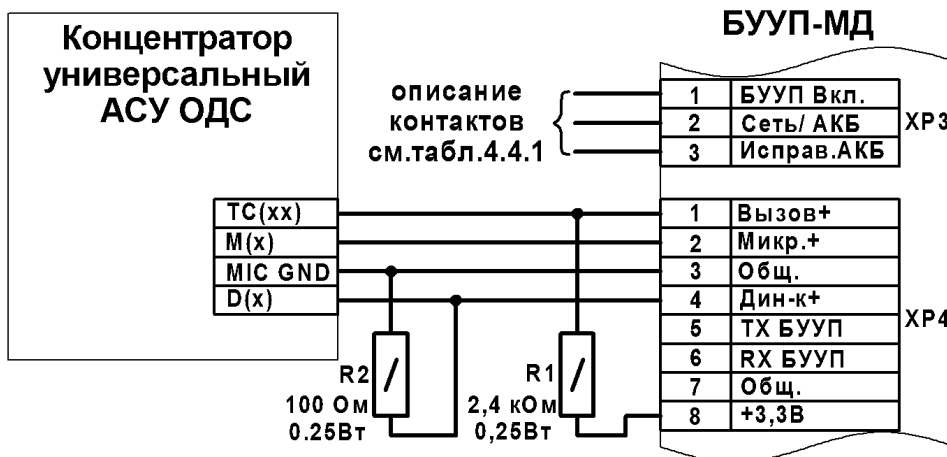 БУУП-МД
Концентратор
универсальный
АСУ ОДС
описание
контактов
см.табл.4.4.1
1 БУУП Вкл.
2 Сеть/ АКБ
3 Исправ.АКБ
XP3
TC(xx)
M(x)
MIC GND
D(x)
1 Вызов+
2 Микр.+
3 Общ.
4 Дин-к+
5 TX БУУП
6 RX БУУП
7 Общ.
8 +3,3В
XP4
R2
100 Ом
0.25Вт
R1
2,4 кОм
0,25Вт